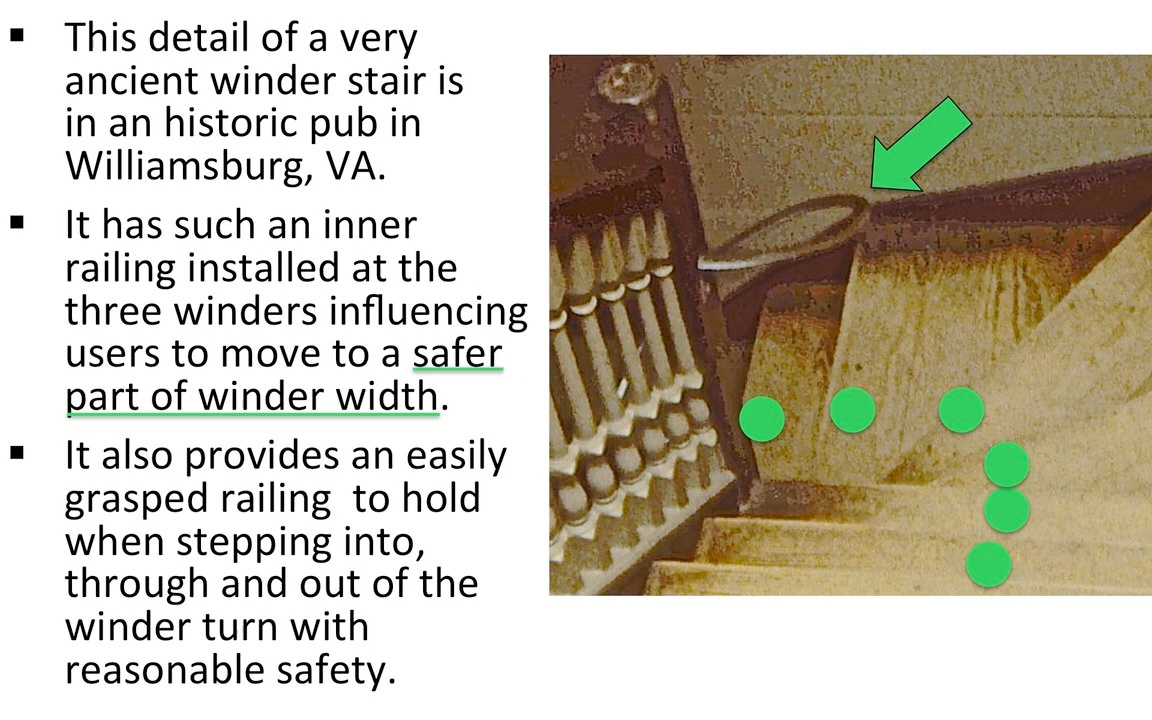 ▪ This detail of a very
ancient winder stair is
in an historic pub in
Williamsburg, VA.
▪ It has such an inner
railing installed at the
three winders influencing
users to move to a safer
part of winder width.
▪ It also provides an easily
grasped railing  to hold
when stepping into,
through and out of the
winder turn with
reasonable safety.